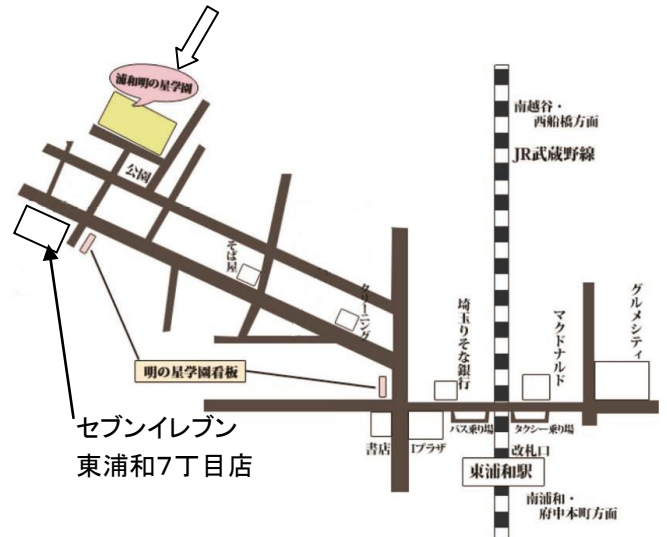 浦和明の星学園
公園
そば屋
クリーニング
明の星学園看板
セブンイレブン
東浦和7丁目店
南越谷・
西船橋方面
JR武蔵野線
埼玉りそな銀行
マクドナルド
グルメシティ
書店
Iプラザ
バス乗り場
タクシー乗り場
改札口
東浦和駅
南浦和・
府中本町方面